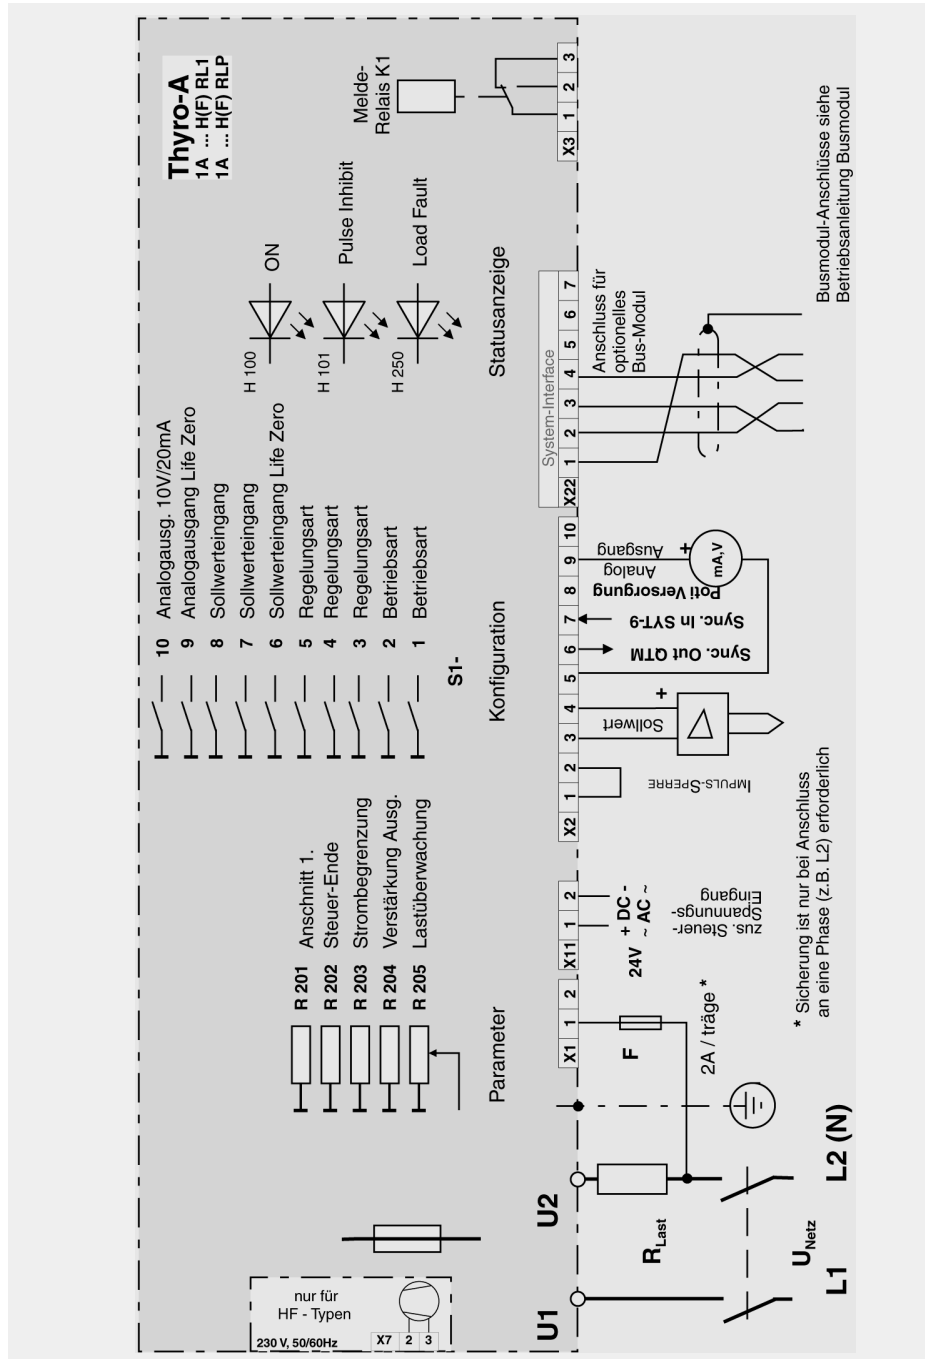 Thyro-A
1A ... H(F) RL1
1A ... H(F) RLP
nur für
HF - Typen
230 V, 50/60Hz
X7 2 3
R 201 Anschnitt 1.
R 202 Steuer-Ende
R 203 Strombegrenzung
R 204 Verstärkung Ausg.
R 205 Lastüberwachung
Parameter
10 Analogausg. 10V/20mA
9 Analogausgang Life Zero
8 Sollwerteingang
7 Sollwerteingang
6 Sollwerteingang Life Zero
5 Regelungsart
4 Regelungsart
3 Regelungsart
2 Betriebsart
1 Betriebsart
S1-
Konfiguration
H 100 ON
H 101 Pulse Inhibit
H 250 Load Fault
Statusanzeige
Melde-
Relais K1
U1
U2
X1 1 2
X11 1 2
X2 1 2 3 4 5 6 7 8 9 10
System-Interface
X22 1 2 3 4 5 6 7
X3 1 2 3
F
2A / träge *
24V
+ DC -
~ AC ~
zus. Steuer-
Spannungs-
Eingang
Impuls-Sperre
Sollwert
+
Sync. Out QTM
Sync. In SYT-9
Poti Versorgung
Analog
Ausgang
+
mA,V
Anschluss für
optionelles
Bus-Modul
R Last
U Netz
L1
L2 (N)
* Sicherung ist nur bei Anschluss
an eine Phase (z.B. L2) erforderlich
Busmodul-Anschlüsse siehe
Betriebsanleitung Busmodul